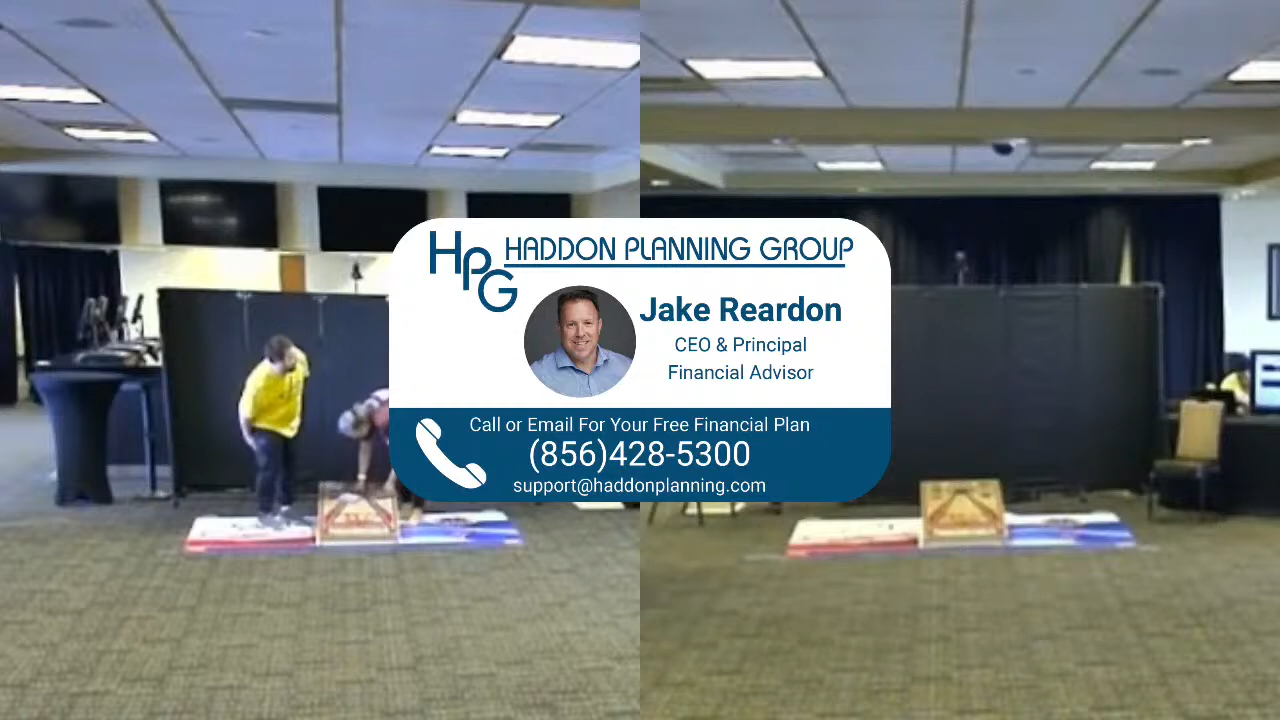 HPG HADDON PLANNING GROUP
Jake Reardon
CEO & Principal
Financial Advisor
Call or Email For Your Free Financial Plan
(856)428-5300
support@haddonplanning.com